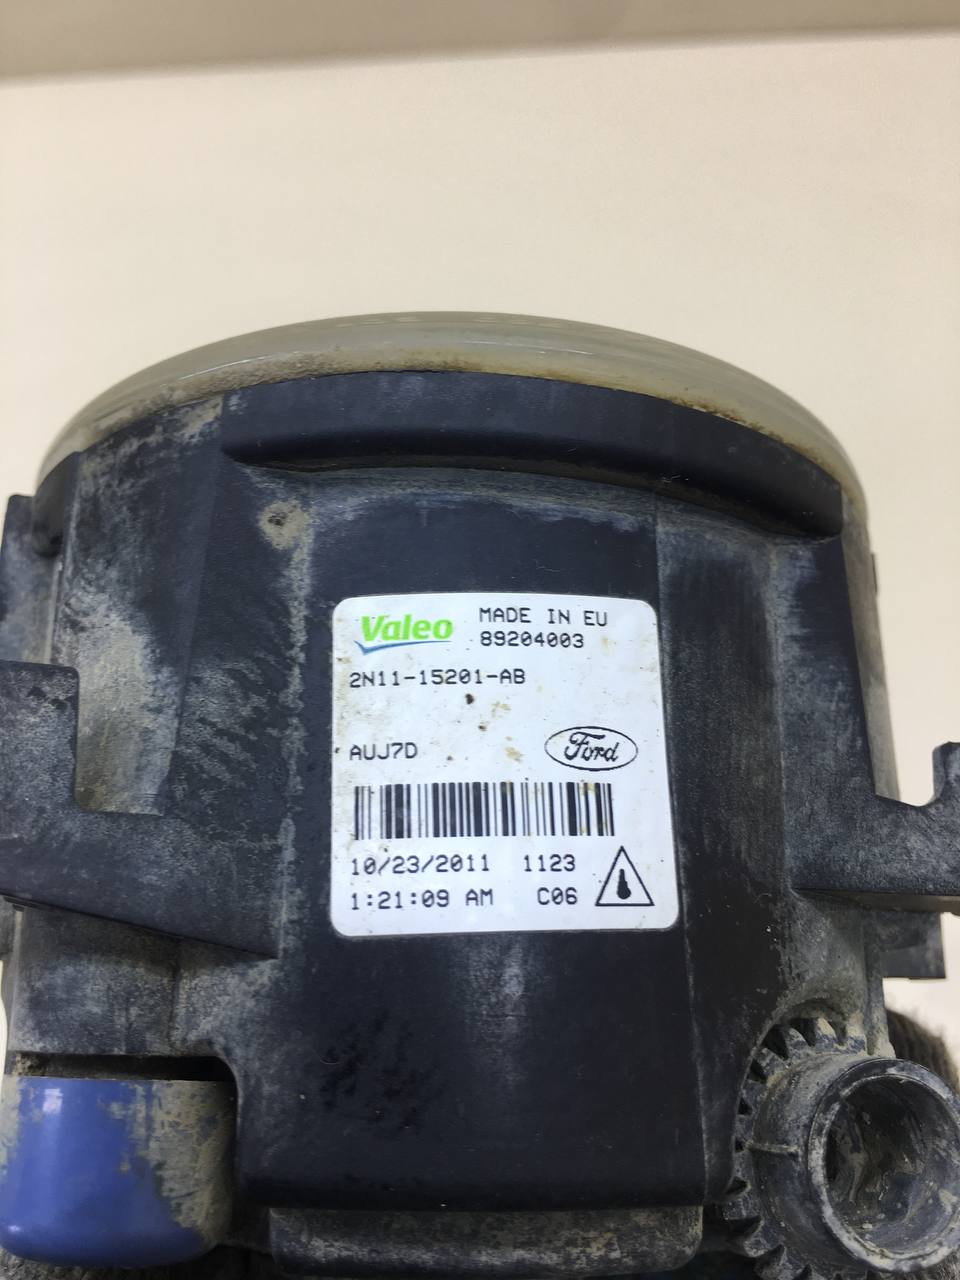 Valeo MADE IN EU
89204003
2N11-15201-AB
AUJ7D Ford
10/23/2011 1123
1:21:09 AM C06